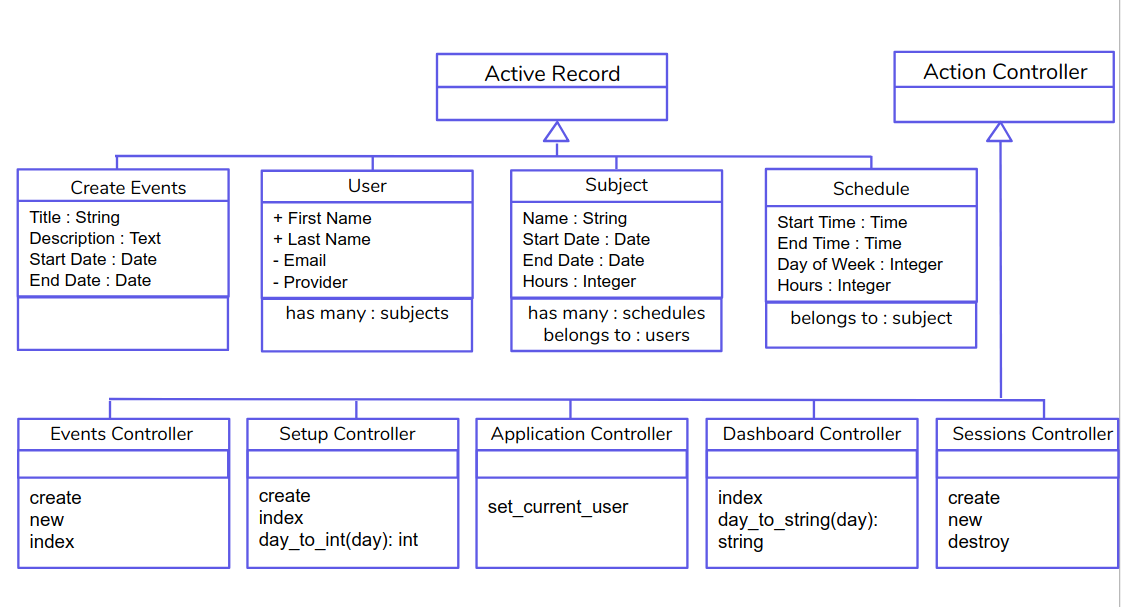 Active Record
Action Controller
Create Events
Title : String
Description : Text
Start Date : Date
End Date : Date
User
+ First Name
+ Last Name
- Email
- Provider
has many : subjects
Subject
Name : String
Start Date : Date
End Date : Date
Hours : Integer
has many : schedules
belongs to : users
Schedule
Start Time : Time
End Time : Time
Day of Week : Integer
Hours : Integer
belongs to : subject
Events Controller
create
new
index
Setup Controller
create
index
day_to_int(day): int
Application Controller
set_current_user
Dashboard Controller
index
day_to_string(day):
string
Sessions Controller
create
new
destroy